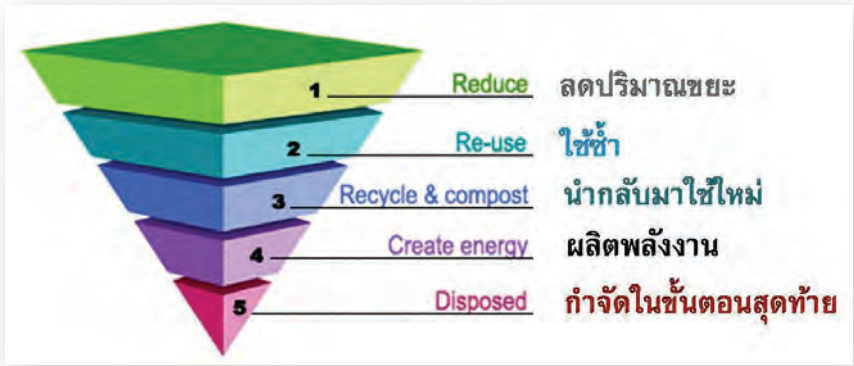 1 Reduce ลดปริมาณขยะ
2 Re-use ใช้ซ้ำ
3 Recycle & compost นำกลับมาใช้ใหม่
4 Create energy ผลิตพลังงาน
5 Disposed กำจัดในขั้นตอนสุดท้าย